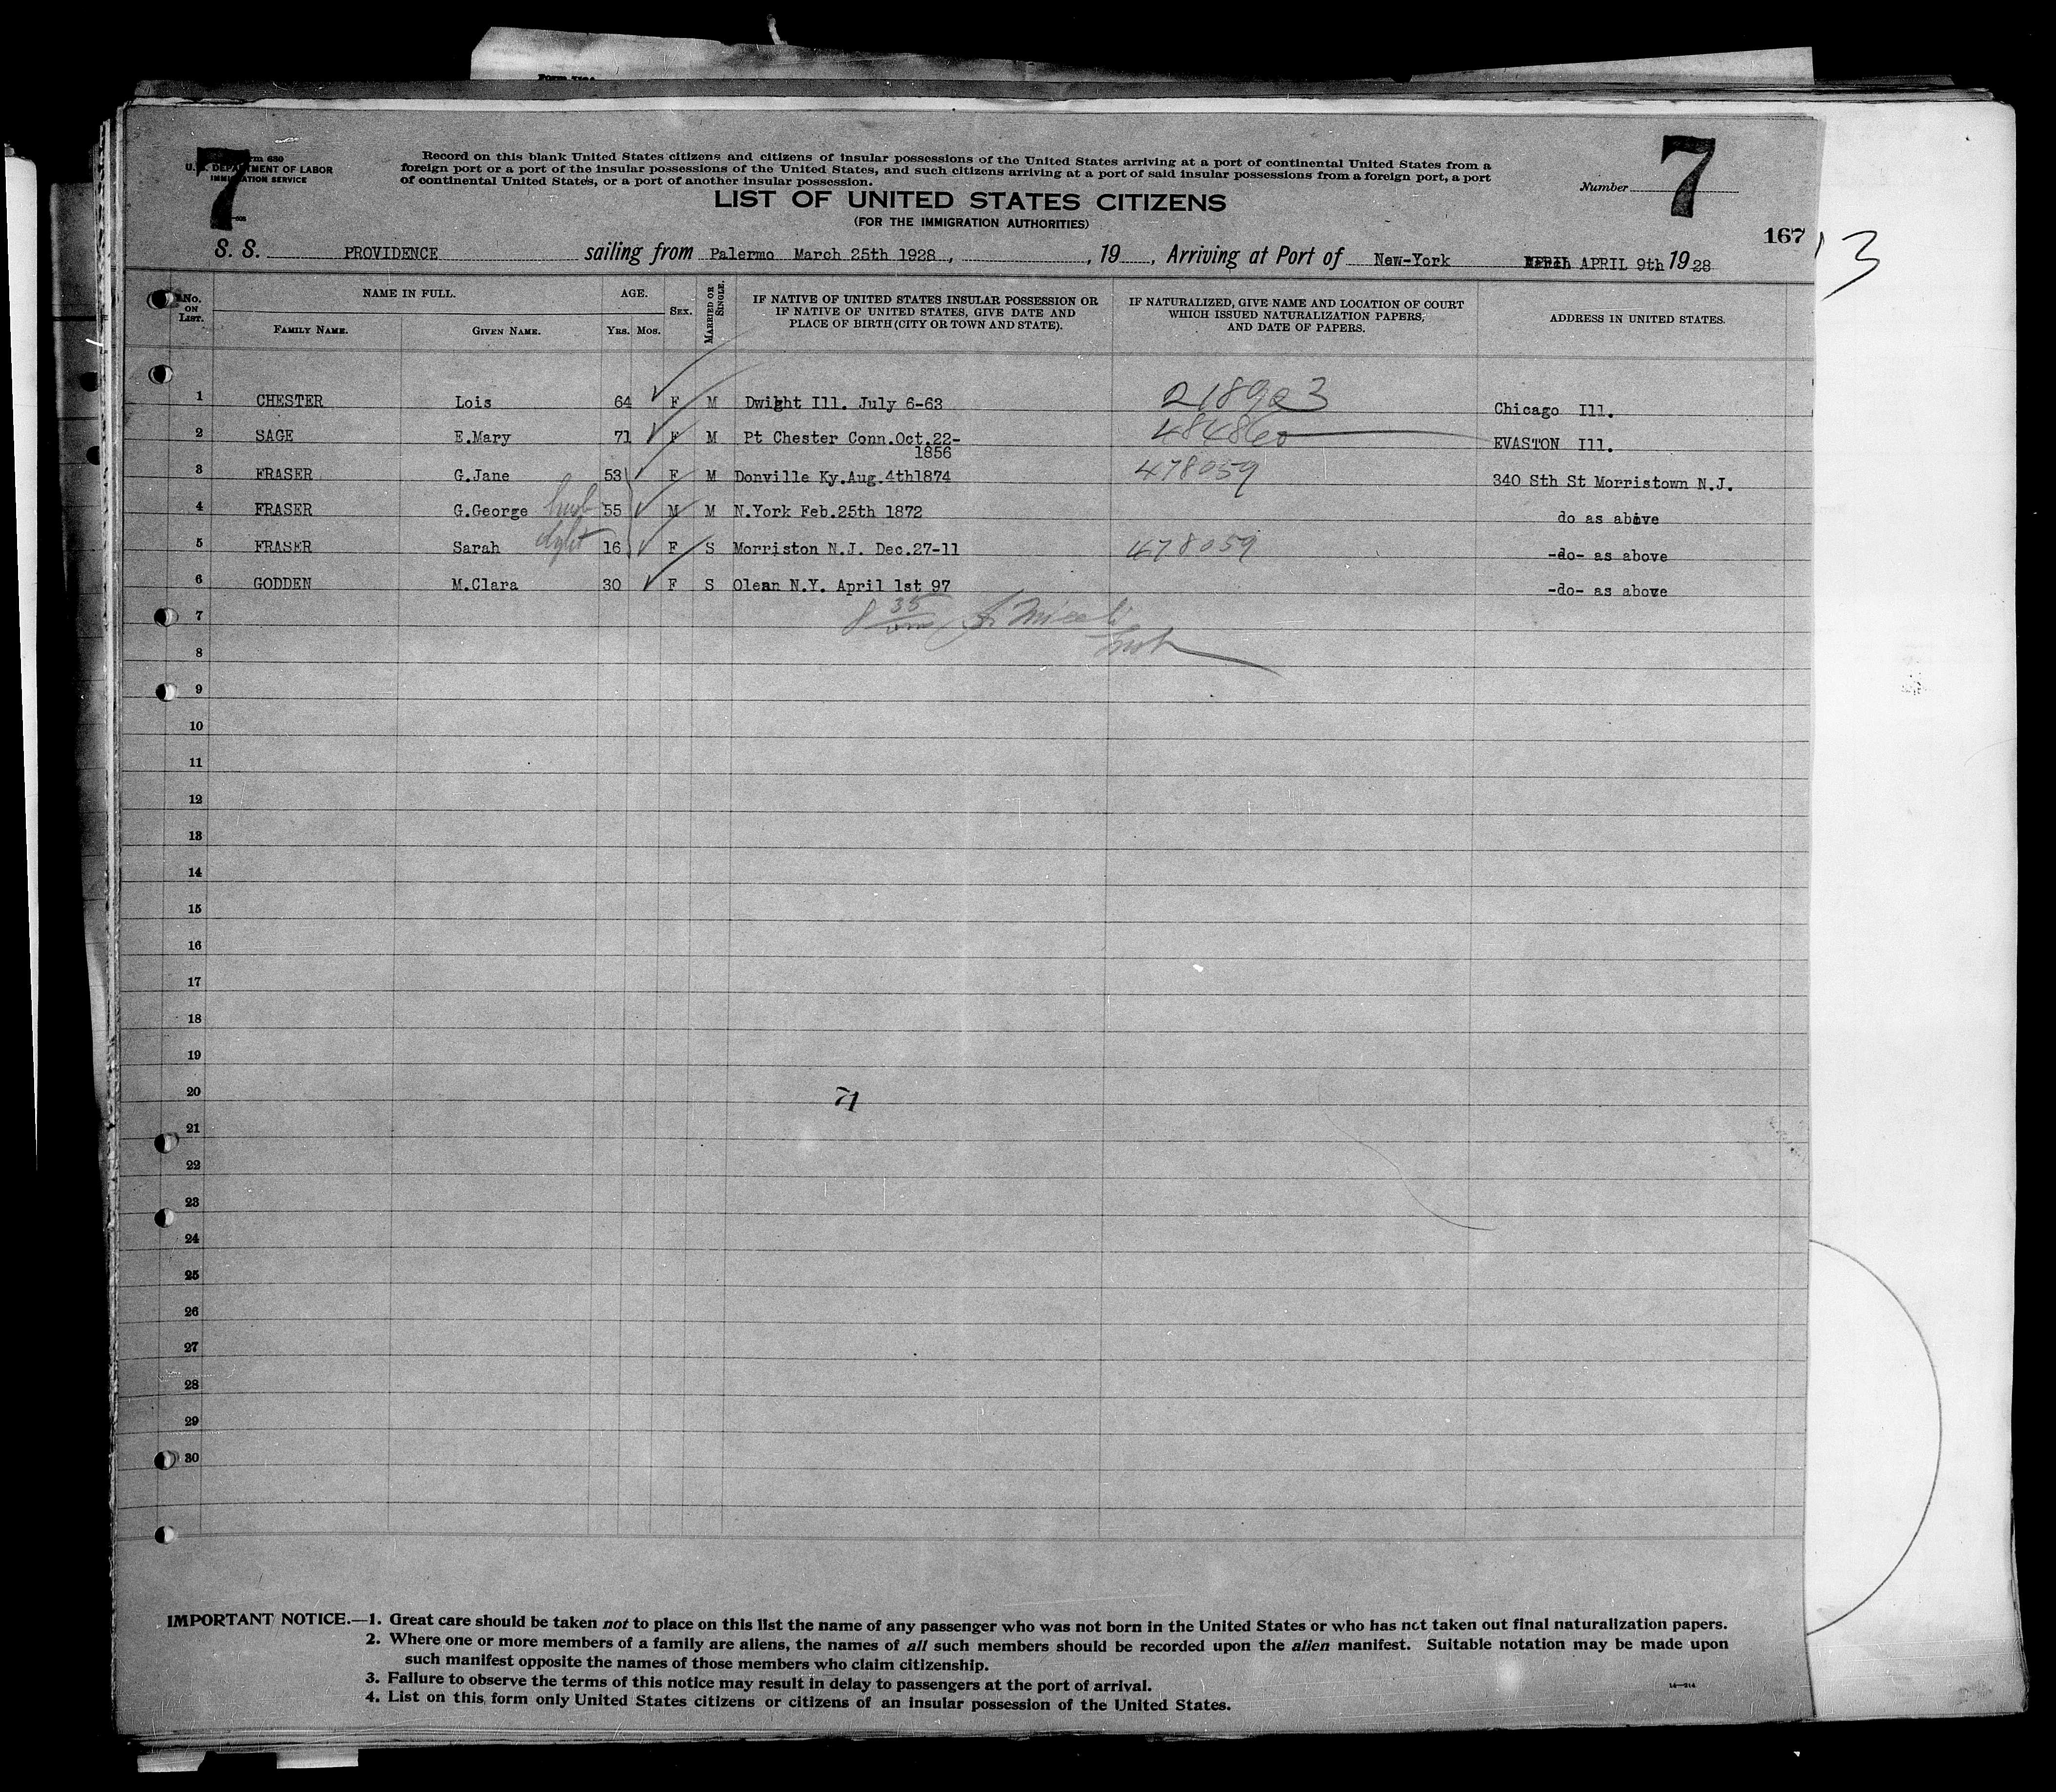 7
Form 630
U.S. DEPARTMENT OF LABOR
IMMIGRATION SERVICE
Record on this blank United States citizens and citizens of insular possessions of the United States arriving at a port of continental United States from a
foreign port or a port of the insular possessions of the United States, and such citizens arriving at a port of said insular possessions from a foreign port, a port
of continental United States, or a port of another insular possession.
Number 7
LIST OF UNITED STATES CITIZENS
(FOR THE IMMIGRATION AUTHORITIES)
167
3
S. S. PROVIDENCE sailing from Palermo March 25th 1928, , 19 , Arriving at Port of New-York APRIL 9th 1928
No. ON LIST.
NAME IN FULL.
FAMILY NAME. GIVEN NAME.
AGE.
YRS. MOS.
SEX.
MARRIED OR SINGLE.
IF NATIVE OF UNITED STATES INSULAR POSSESSION OR
IF NATIVE OF UNITED STATES, GIVE DATE AND
PLACE OF BIRTH (CITY OR TOWN AND STATE).
IF NATURALIZED, GIVE NAME AND LOCATION OF COURT
WHICH ISSUED NATURALIZATION PAPERS,
AND DATE OF PAPERS.
ADDRESS IN UNITED STATES.
1 CHESTER Lois 64 F M Dwight Ill. July 6-63 218903 Chicago Ill.
2 SAGE E.Mary 71 F M Pt Chester Conn.Oct.22-1856 484860 EVASTON Ill.
3 FRASER G.Jane 53 F M Donville Ky.Aug.4th1874 478059 340 Sth St Morristown N.J.
4 FRASER G.George husb 55 M M N.York Feb.25th 1872 do as above
5 FRASER Sarah dght 16 F S Morriston N.J. Dec.27-11 478059 -do- as above
6 GODDEN M.Clara 30 F S Olean N.Y. April 1st 97 -do- as above
7 8 35
8
9
10
11
12
13
14
15
16
17
18
19
20 71
21
22
23
24
25
26
27
28
29
30
IMPORTANT NOTICE.—1. Great care should be taken not to place on this list the name of any passenger who was not born in the United States or who has not taken out final naturalization papers.
2. Where one or more members of a family are aliens, the names of all such members should be recorded upon the alien manifest. Suitable notation may be made upon
such manifest opposite the names of those members who claim citizenship.
3. Failure to observe the terms of this notice may result in delay to passengers at the port of arrival.
4. List on this form only United States citizens or citizens of an insular possession of the United States.
14—214